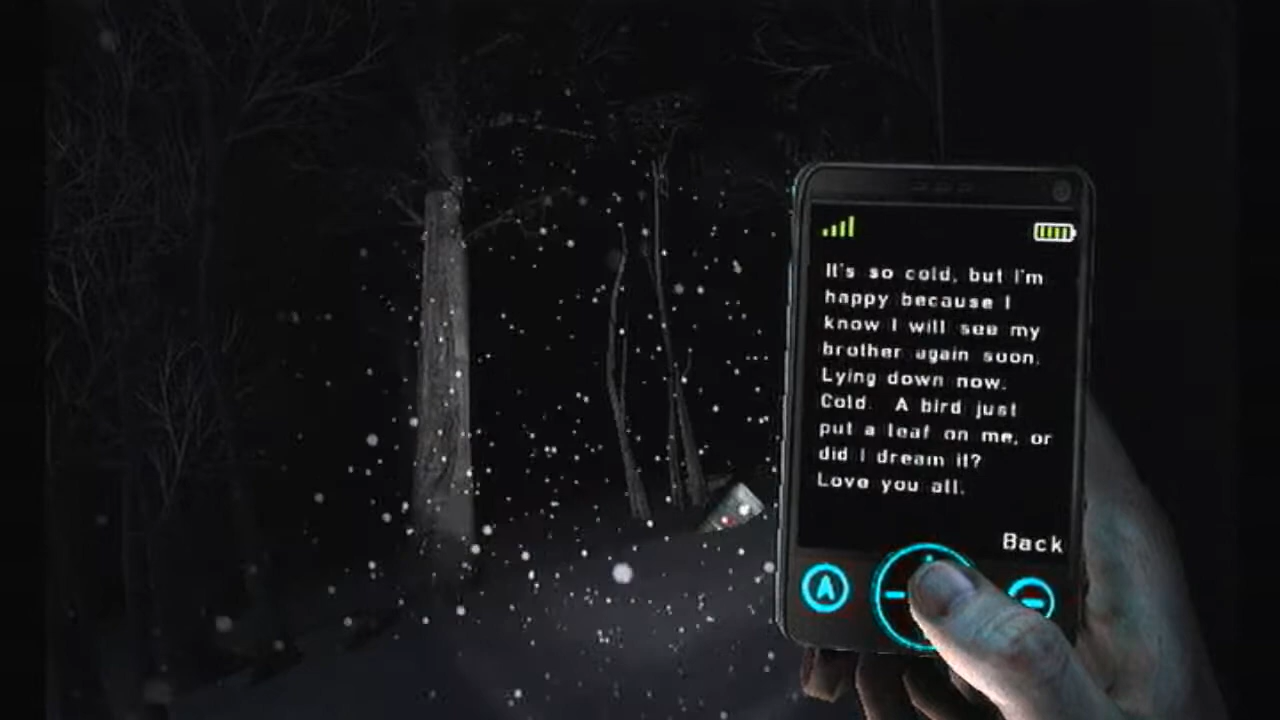 It's so cold, but I'm
happy because I
know I will see my
brother again soon.
Lying down now.
Cold.  A bird just
put a leaf on me, or
did I dream it?
Love you all.
Back
A